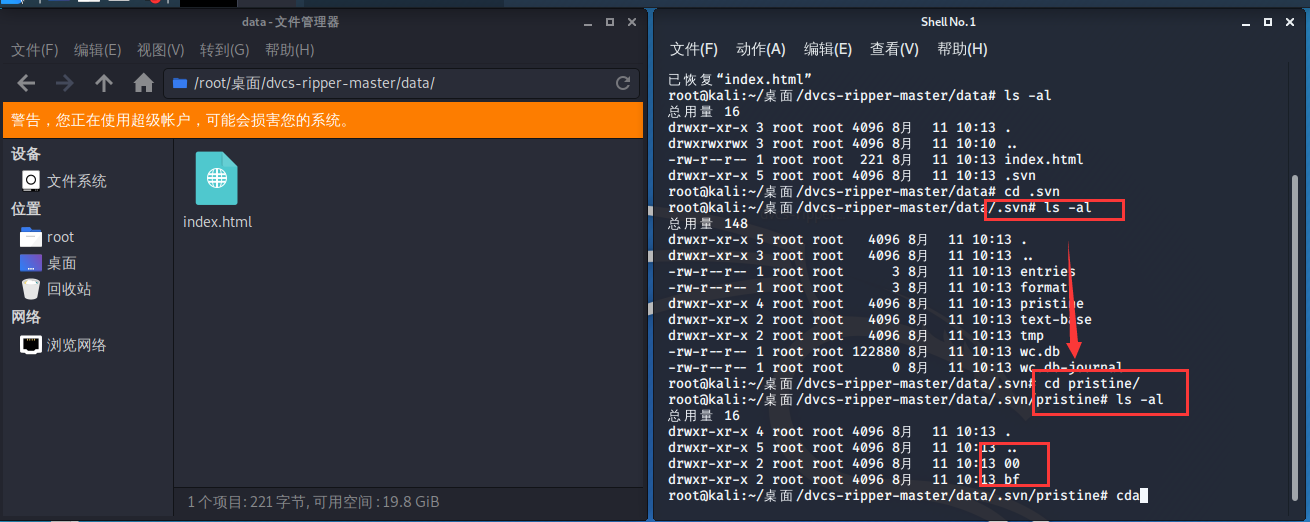 data - 文件管理器
文件(F) 编辑(E) 视图(V) 转到(G) 帮助(H)
/root/桌面/dvcs-ripper-master/data/
警告，您正在使用超级帐户，可能会损害您的系统。
设备
文件系统
位置
root
桌面
回收站
网络
浏览网络
index.html
1 个项目: 221 字节, 可用空间 : 19.8 GiB
Shell No. 1
文件(F) 动作(A) 编辑(E) 查看(V) 帮助(H)
已恢复“index.html”
root@kali:~/桌面/dvcs-ripper-master/data# ls -al
总用量 16
drwxr-xr-x 3 root root 4096 8月  11 10:13 .
drwxrwxrwx 3 root root 4096 8月  11 10:10 ..
-rw-r--r-- 1 root root  221 8月  11 10:13 index.html
drwxr-xr-x 5 root root 4096 8月  11 10:13 .svn
root@kali:~/桌面/dvcs-ripper-master/data# cd .svn
root@kali:~/桌面/dvcs-ripper-master/data/.svn# ls -al
总用量 148
drwxr-xr-x 5 root root   4096 8月  11 10:13 .
drwxr-xr-x 3 root root   4096 8月  11 10:13 ..
-rw-r--r-- 1 root root      3 8月  11 10:13 entries
-rw-r--r-- 1 root root      3 8月  11 10:13 format
drwxr-xr-x 4 root root   4096 8月  11 10:13 pristine
drwxr-xr-x 2 root root   4096 8月  11 10:13 text-base
drwxr-xr-x 2 root root   4096 8月  11 10:13 tmp
-rw-r--r-- 1 root root 122880 8月  11 10:13 wc.db
-rw-r--r-- 1 root root      0 8月  11 10:13 wc.db-journal
root@kali:~/桌面/dvcs-ripper-master/data/.svn# cd pristine/
root@kali:~/桌面/dvcs-ripper-master/data/.svn/pristine# ls -al
总用量 16
drwxr-xr-x 4 root root 4096 8月  11 10:13 .
drwxr-xr-x 5 root root 4096 8月  11 10:13 ..
drwxr-xr-x 2 root root 4096 8月  11 10:13 00
drwxr-xr-x 2 root root 4096 8月  11 10:13 bf
root@kali:~/桌面/dvcs-ripper-master/data/.svn/pristine# cda